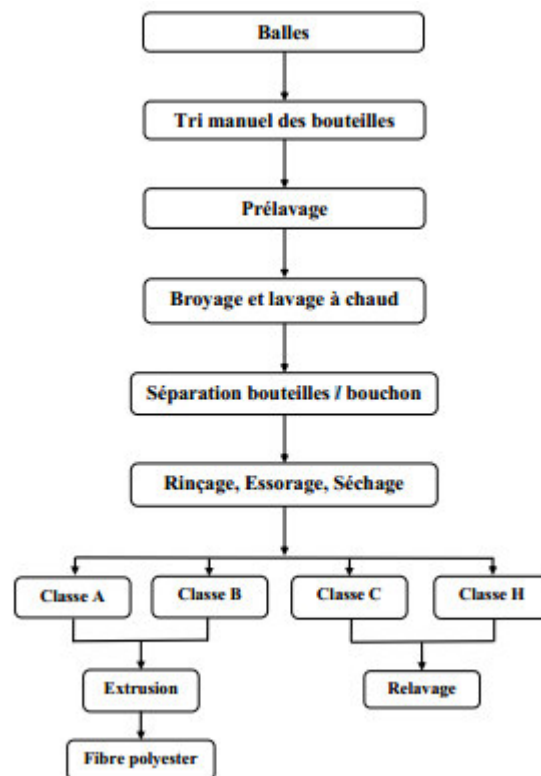 Balles
Tri manuel des bouteilles
Prélavage
Broyage et lavage à chaud
Séparation bouteilles / bouchon
Rinçage, Essorage, Séchage
Classe A
Classe B
Classe C
Classe H
Extrusion
Relavage
Fibre polyester